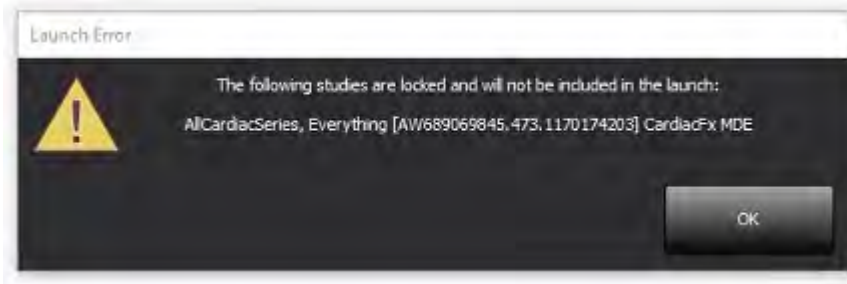 Launch Error
The following studies are locked and will not be included in the launch:
AllCardiacSeries, Everything [AW689069845.473.1170174203] CardiacFx MDE
OK